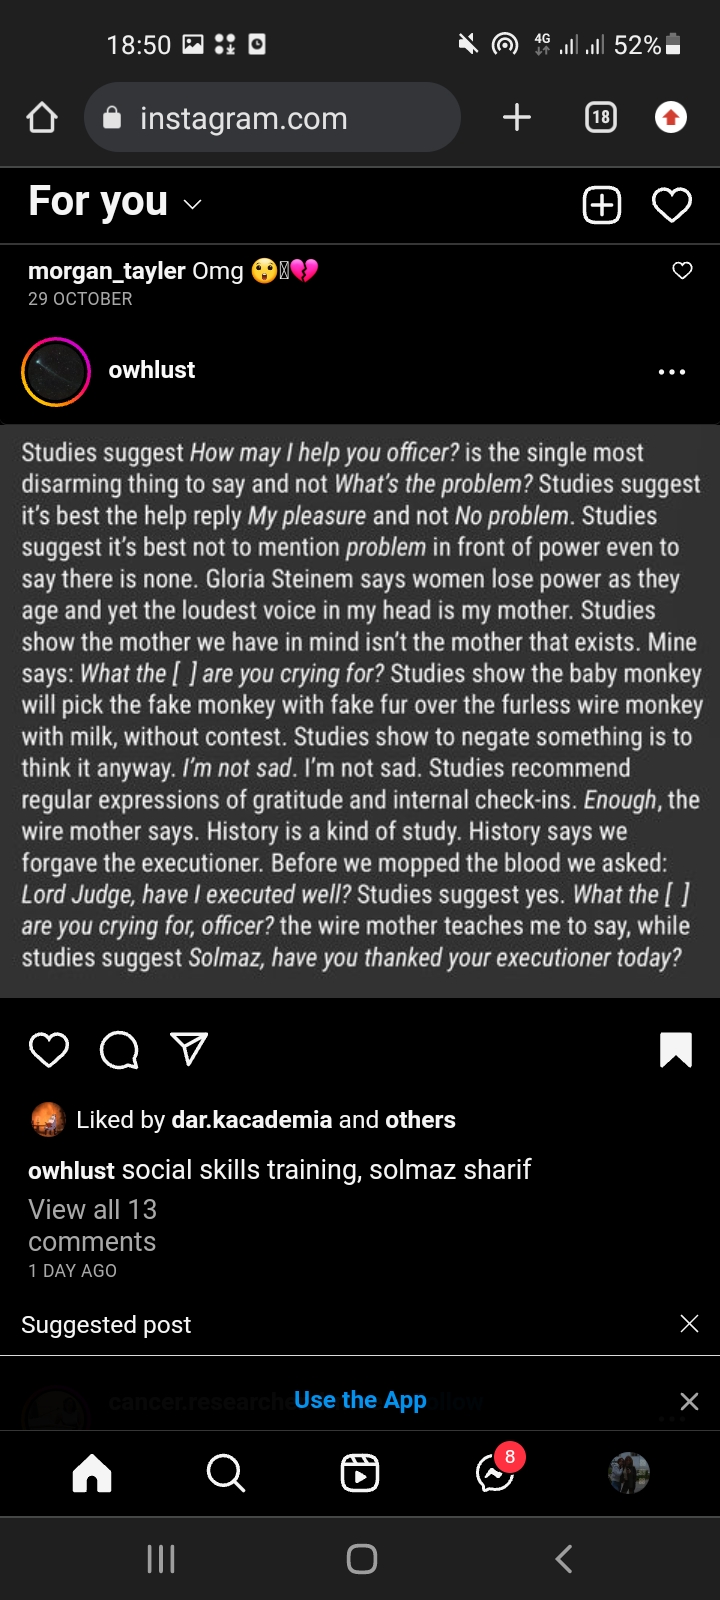 18:50
4G
52%
instagram.com
18
For you
morgan_tayler Omg 😲💔
29 OCTOBER
owhlust
Studies suggest How may I help you officer? is the single most
disarming thing to say and not What's the problem? Studies suggest
it's best the help reply My pleasure and not No problem. Studies
suggest it's best not to mention problem in front of power even to
say there is none. Gloria Steinem says women lose power as they
age and yet the loudest voice in my head is my mother. Studies
show the mother we have in mind isn't the mother that exists. Mine
says: What the [ ] are you crying for? Studies show the baby monkey
will pick the fake monkey with fake fur over the furless wire monkey
with milk, without contest. Studies show to negate something is to
think it anyway. I'm not sad. I'm not sad. Studies recommend
regular expressions of gratitude and internal check-ins. Enough, the
wire mother says. History is a kind of study. History says we
forgave the executioner. Before we mopped the blood we asked:
Lord Judge, have I executed well? Studies suggest yes. What the [ ]
are you crying for, officer? the wire mother teaches me to say, while
studies suggest Solmaz, have you thanked your executioner today?
Liked by dar.kacademia and others
owhlust social skills training, solmaz sharif
View all 13
comments
1 DAY AGO
Suggested post
Use the App
8